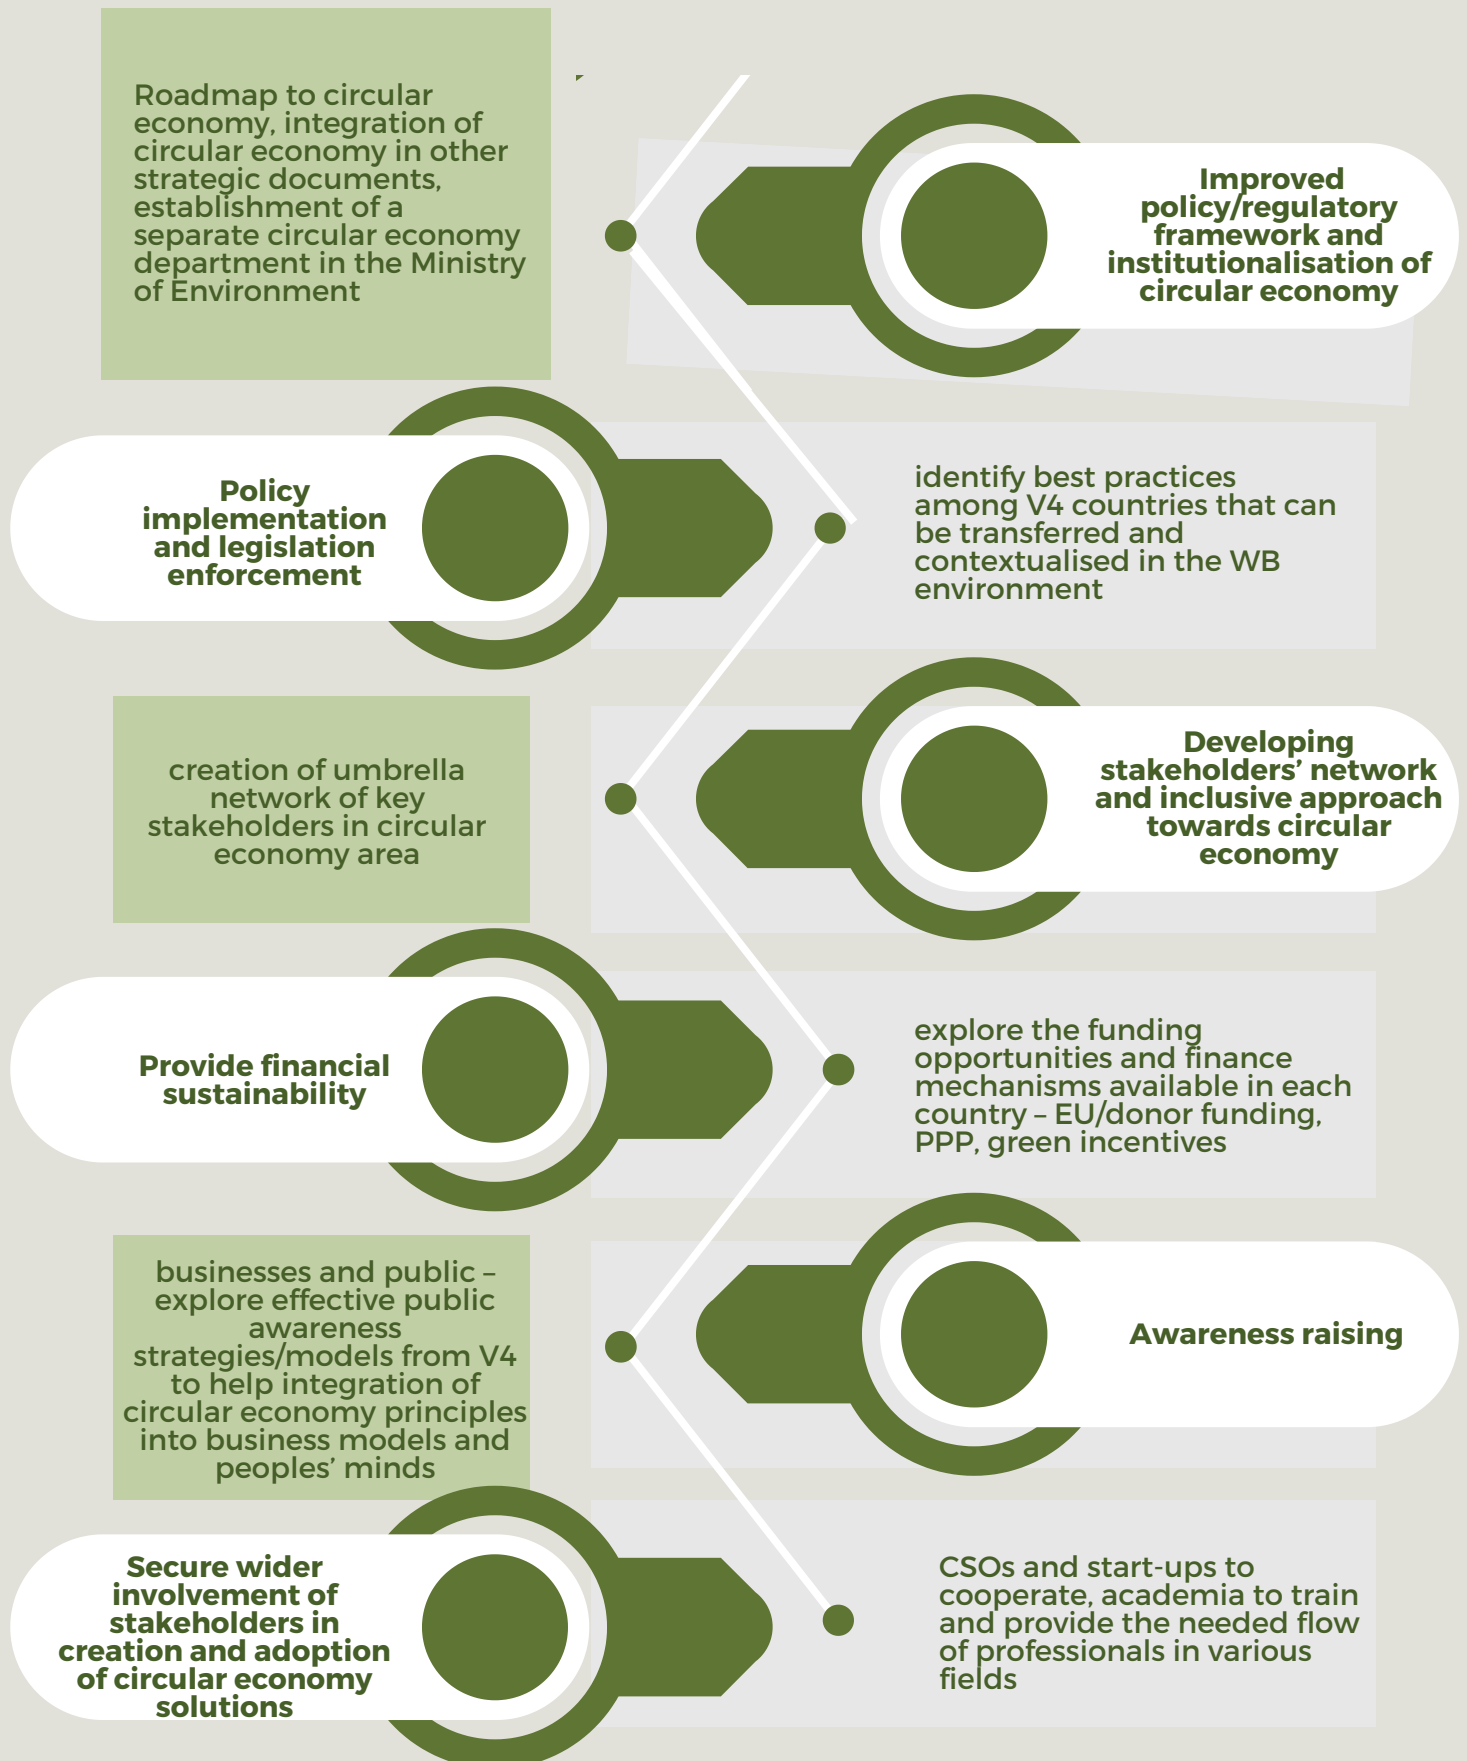 Roadmap to circular
economy, integration of
circular economy in other
strategic documents,
establishment of a
separate circular economy
department in the Ministry
of Environment
Improved
policy/regulatory
framework and
institutionalisation of
circular economy
Policy
implementation
and legislation
enforcement
identify best practices
among V4 countries that can
be transferred and
contextualised in the WB
environment
creation of umbrella
network of key
stakeholders in circular
economy area
Developing
stakeholders’ network
and inclusive approach
towards circular
economy
Provide financial
sustainability
explore the funding
opportunities and finance
mechanisms available in each
country – EU/donor funding,
PPP, green incentives
businesses and public –
explore effective public
awareness
strategies/models from V4
to help integration of
circular economy principles
into business models and
peoples’ minds
Awareness raising
Secure wider
involvement of
stakeholders in
creation and adoption
of circular economy
solutions
CSOs and start-ups to
cooperate, academia to train
and provide the needed flow
of professionals in various
fields